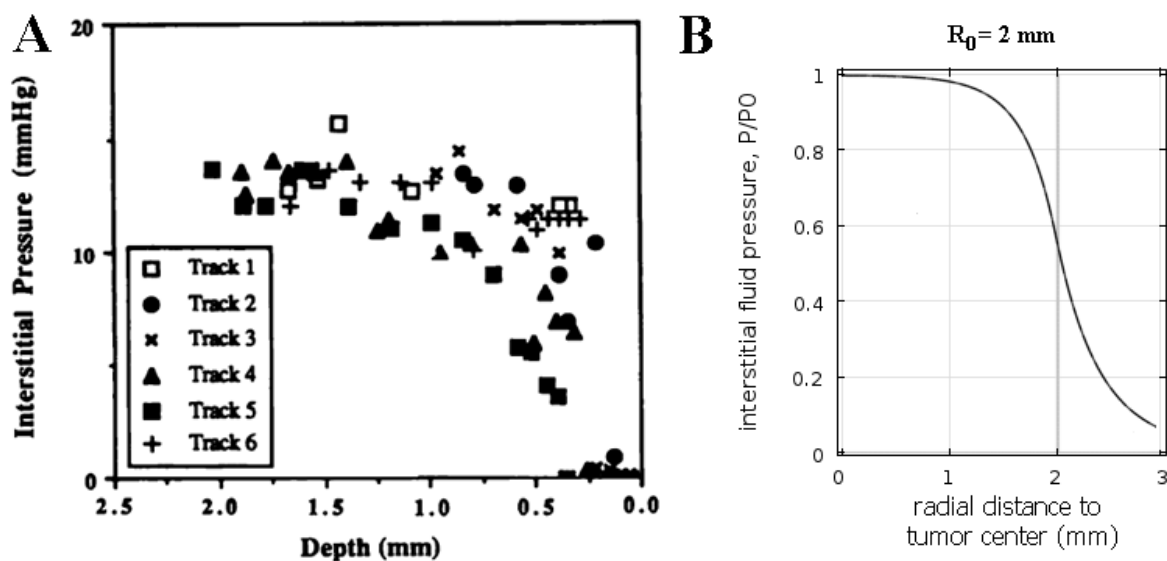 A
20
10
0
Interstitial Pressure (mmHg)
Track 1
Track 2
Track 3
Track 4
Track 5
Track 6
2.5 2.0 1.5 1.0 0.5 0.0
Depth (mm)
B
R0= 2 mm
interstitial fluid pressure, P/P0
1
0.8
0.6
0.4
0.2
0
0 1 2 3
radial distance to
tumor center (mm)